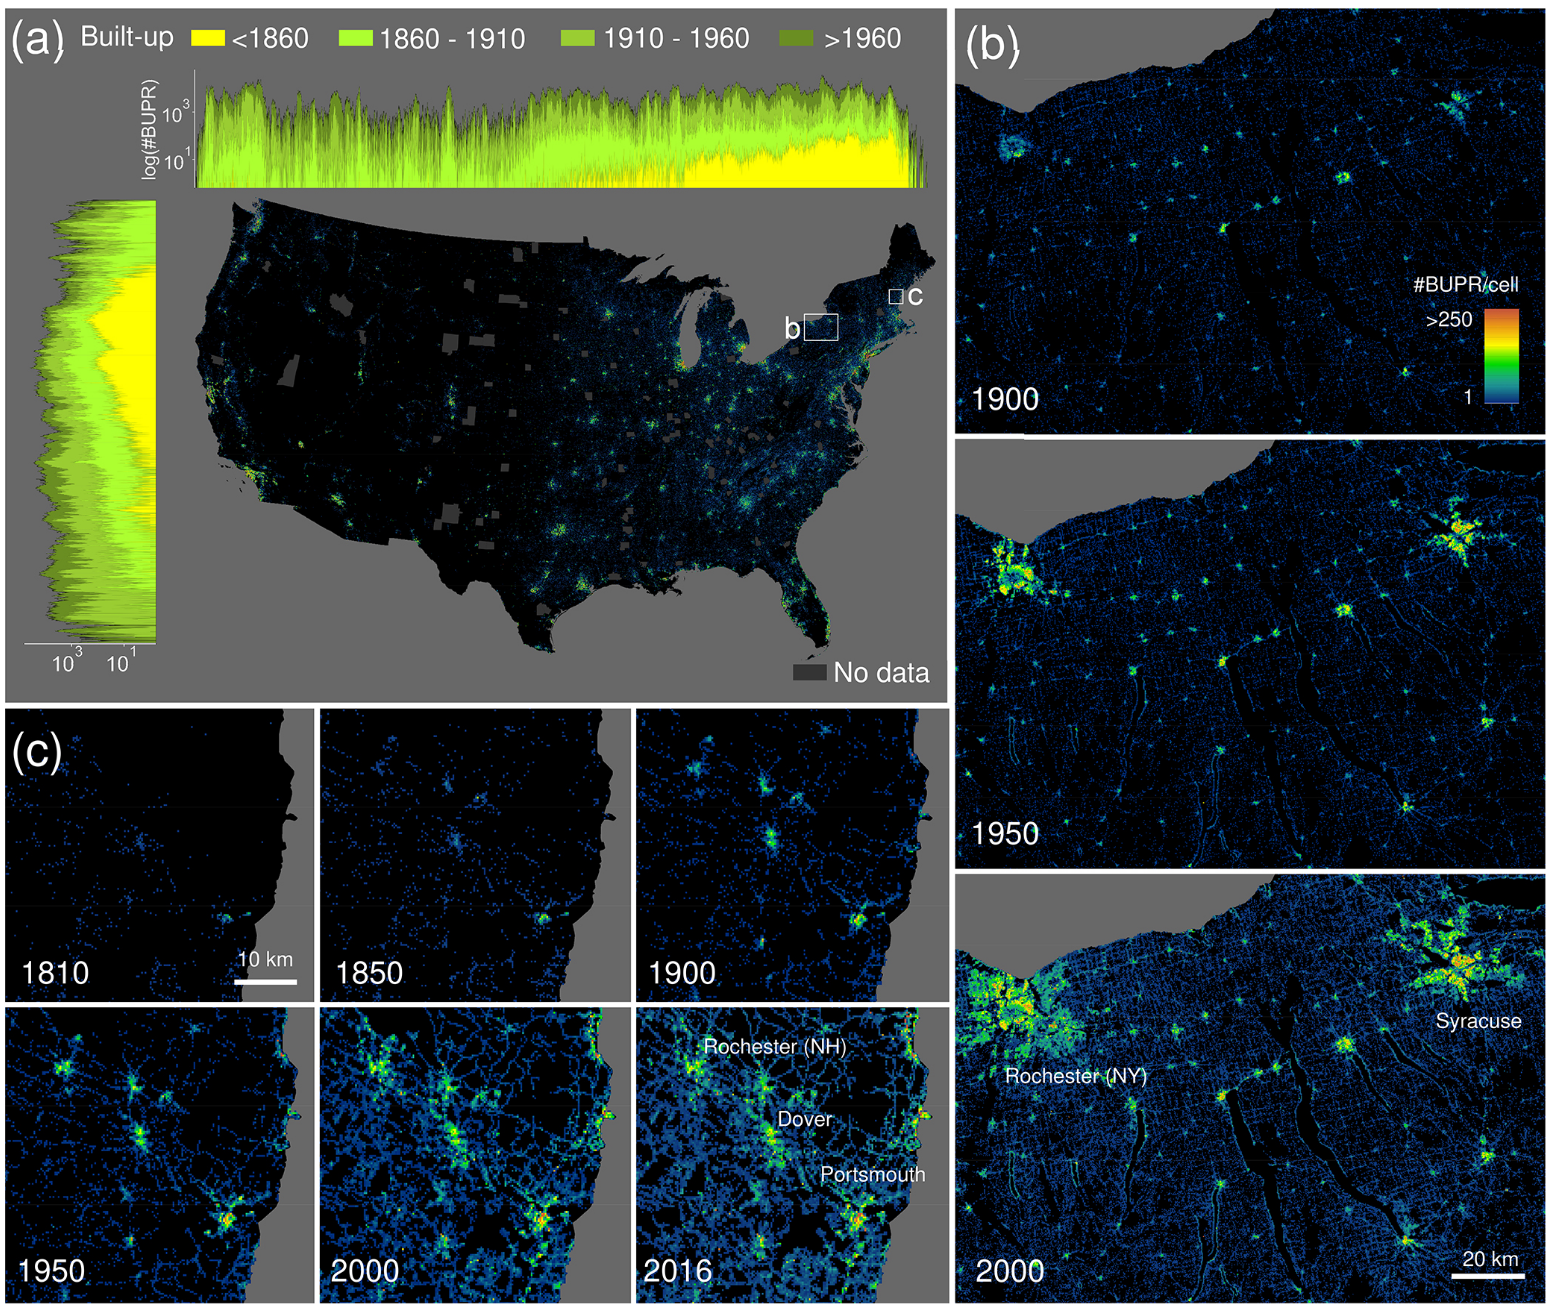 (a) Built-up <1860 1860 - 1910 1910 - 1960 >1960
log(#BUPR)
10³
10¹
b
c
10³ 10¹
No data
(b)
#BUPR/cell
>250
1
1900
1950
Syracuse
Rochester (NY)
2000
20 km
(c)
10 km
1810
1850
1900
1950
2000
Rochester (NH)
Dover
Portsmouth
2016